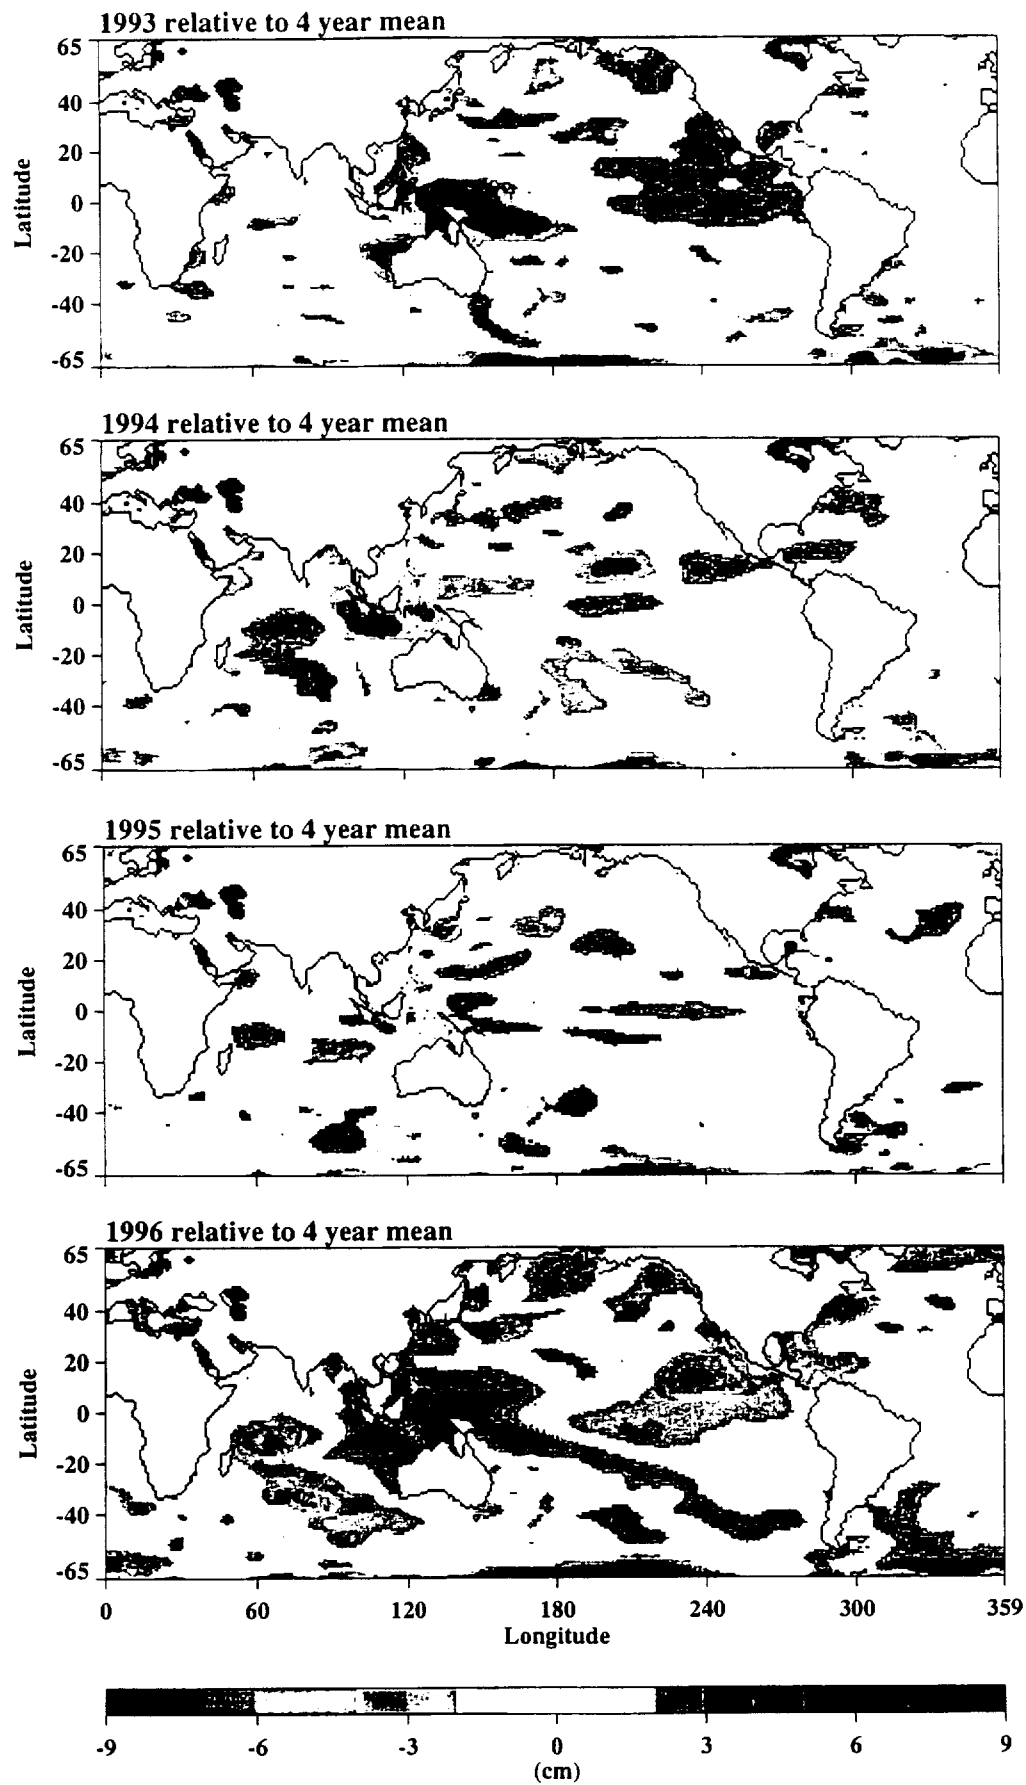 1993 relative to 4 year mean
65
40
20
0
-20
-40
-65
Latitude
1994 relative to 4 year mean
65
40
20
0
-20
-40
-65
Latitude
1995 relative to 4 year mean
65
40
20
0
-20
-40
-65
Latitude
1996 relative to 4 year mean
65
40
20
0
-20
-40
-65
Latitude
0 60 120 180 240 300 359
Longitude
-9 -6 -3 0 3 6 9
(cm)